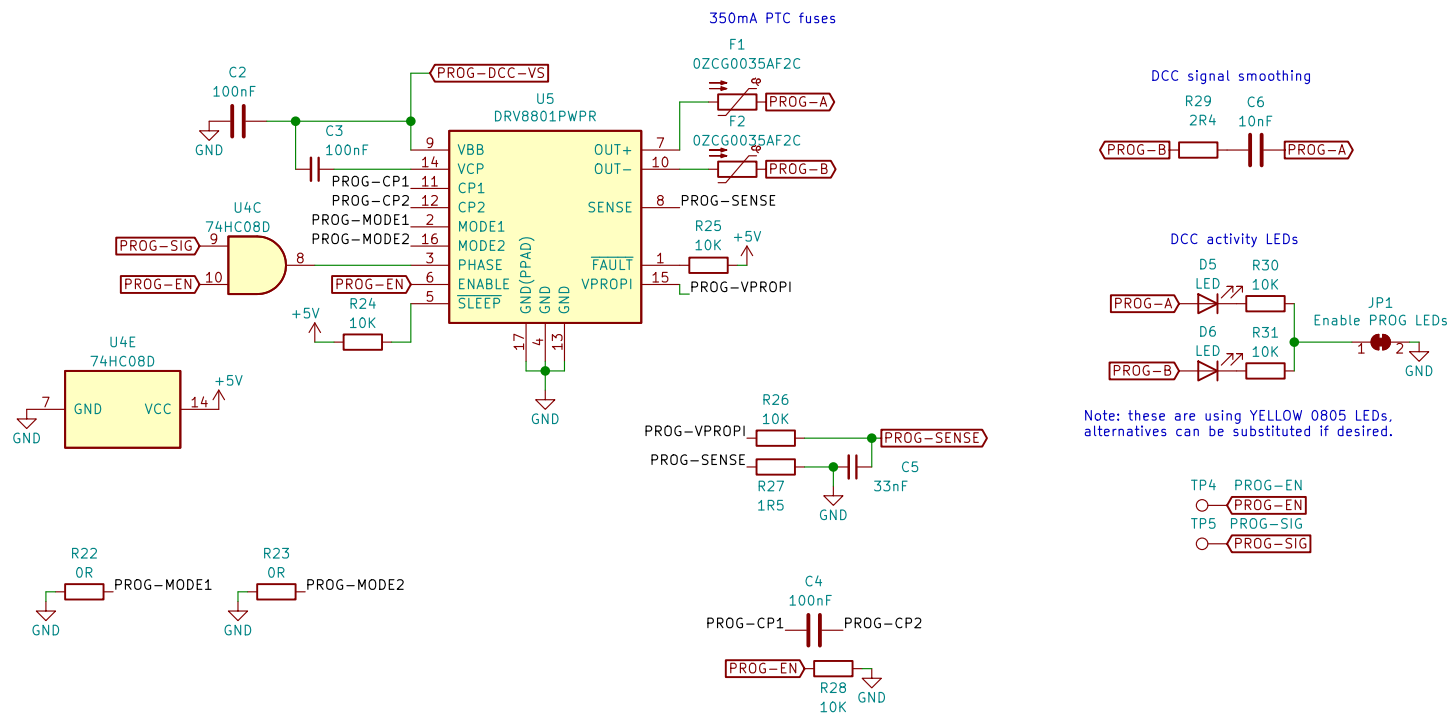 350mA PTC fuses
F1
0ZCG0035AF2C
PROG-A
F2
0ZCG0035AF2C
PROG-B
C2
100nF
GND
PROG-DCC-VS
C3
100nF
U5
DRV8801PWPR
9 VBB
14 VCP
PROG-CP1 11 CP1
PROG-CP2 12 CP2
PROG-MODE1 2 MODE1
PROG-MODE2 16 MODE2
3 PHASE
PROG-EN 6 ENABLE
5 SLEEP
OUT+ 7
OUT- 10
SENSE 8 PROG-SENSE
FAULT 1
VPROPI 15 PROG-VPROPI
GND(PPAD) 17
GND 4
GND 13
GND
R25
10K
+5V
U4C
74HC08D
PROG-SIG 9
PROG-EN 10
8
+5V
R24
10K
U4E
74HC08D
7 GND
VCC 14
+5V
GND
R26
10K
PROG-VPROPI
PROG-SENSE
PROG-SENSE
R27
1R5
C5
33nF
GND
R22
0R
PROG-MODE1
GND
R23
0R
PROG-MODE2
GND
C4
100nF
PROG-CP1
PROG-CP2
PROG-EN
R28
10K
GND
DCC signal smoothing
R29
2R4
C6
10nF
PROG-B
PROG-A
DCC activity LEDs
D5
LED
R30
10K
PROG-A
D6
LED
R31
10K
PROG-B
JP1
Enable PROG LEDs
1 2
GND
Note: these are using YELLOW 0805 LEDs,
alternatives can be substituted if desired.
TP4 PROG-EN
PROG-EN
TP5 PROG-SIG
PROG-SIG